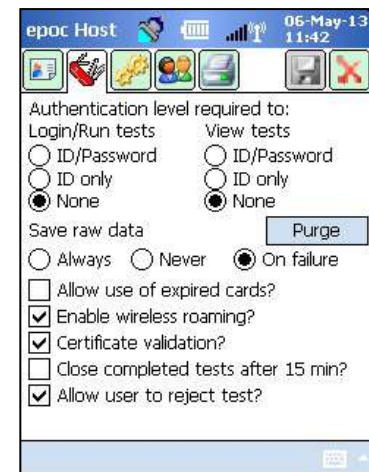 epoc Host
06-May-13
11:42
Authentication level required to:
Login/Run tests View tests
ID/Password ID/Password
ID only ID only
None None
Save raw data Purge
Always Never On failure
Allow use of expired cards?
Enable wireless roaming?
Certificate validation?
Close completed tests after 15 min?
Allow user to reject test?